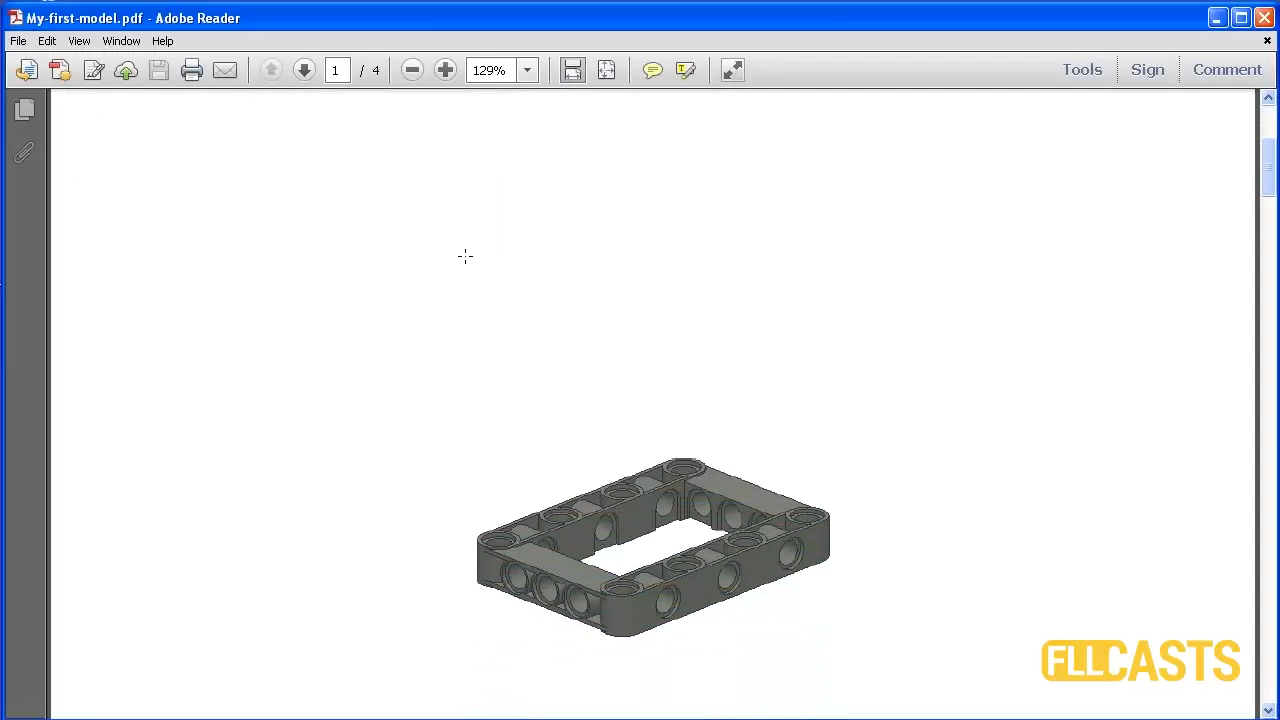 My-first-model.pdf - Adobe Reader
File Edit View Window Help
1 / 4 129% Tools Sign Comment
FLLCASTS